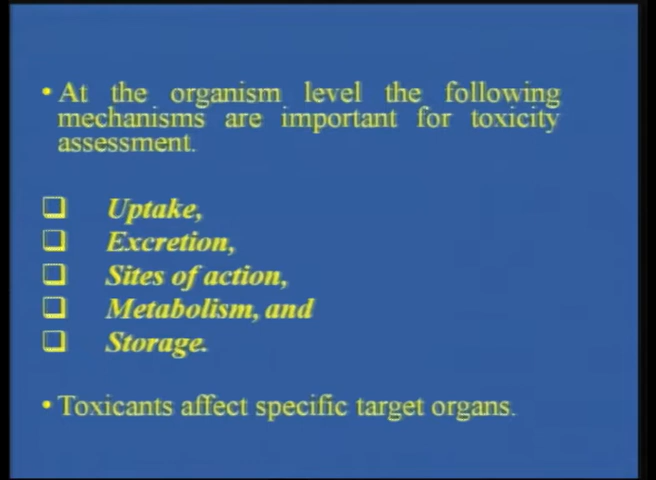 • At the organism level the following
mechanisms are important for toxicity
assessment.
❑ Uptake,
❑ Excretion,
❑ Sites of action,
❑ Metabolism, and
❑ Storage.
• Toxicants affect specific target organs.